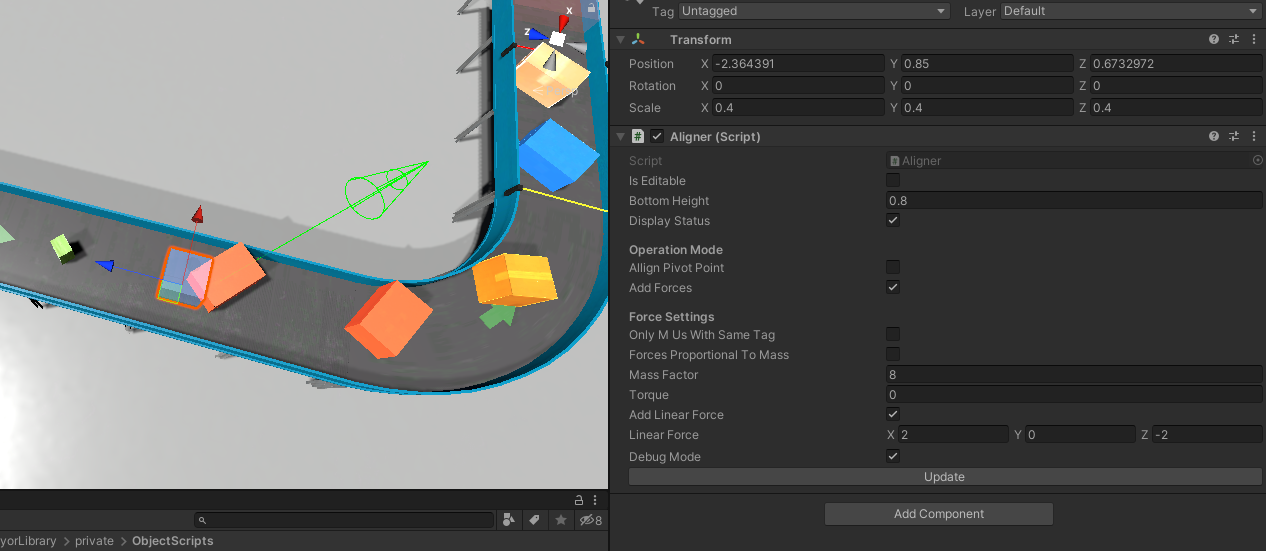 Tag Untagged Layer Default
Transform
Position X -2.364391 Y 0.85 Z 0.6732972
Rotation X 0 Y 0 Z 0
Scale X 0.4 Y 0.4 Z 0.4
Aligner (Script)
Script Aligner
Is Editable
Bottom Height 0.8
Display Status
Operation Mode
Allign Pivot Point
Add Forces
Force Settings
Only M Us With Same Tag
Forces Proportional To Mass
Mass Factor 8
Torque 0
Add Linear Force
Linear Force X 2 Y 0 Z -2
Debug Mode
Update
Add Component
x
z
8
yorLibrary > private > ObjectScripts